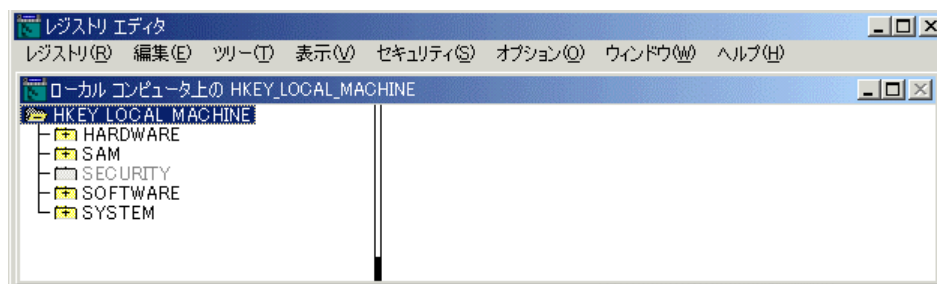 レジストリ エディタ
レジストリ(R) 編集(E) ツリー(T) 表示(V) セキュリティ(S) オプション(O) ウィンドウ(W) ヘルプ(H)
ローカル コンピュータ上の HKEY_LOCAL_MACHINE
HKEY_LOCAL_MACHINE
HARDWARE
SAM
SECURITY
SOFTWARE
SYSTEM